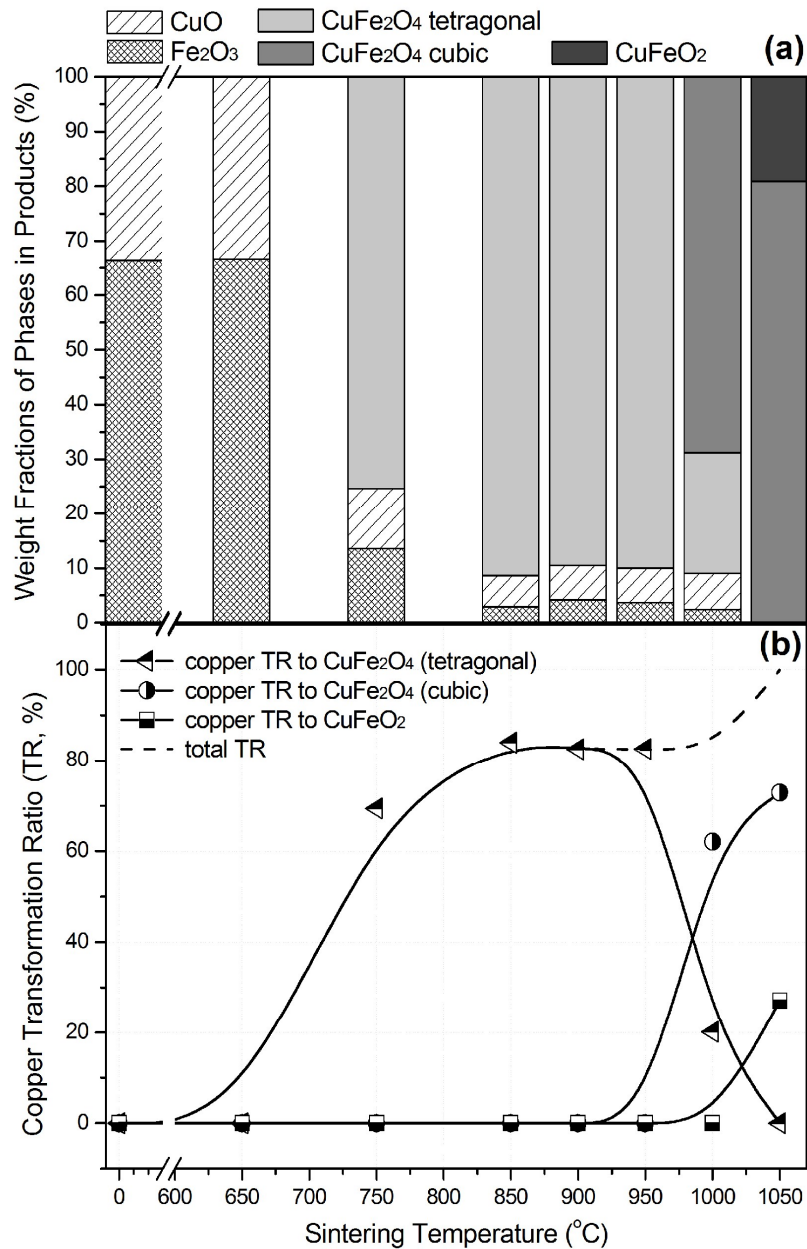 CuO
CuFe₂O₄ tetragonal
Fe₂O₃
CuFe₂O₄ cubic
CuFeO₂
(a)
Weight Fractions of Phases in Products (%)
100
90
80
70
60
50
40
30
20
10
0
(b)
copper TR to CuFe₂O₄ (tetragonal)
copper TR to CuFe₂O₄ (cubic)
copper TR to CuFeO₂
total TR
Copper Transformation Ratio (TR, %)
100
80
60
40
20
0
0 600 650 700 750 800 850 900 950 1000 1050
Sintering Temperature (°C)